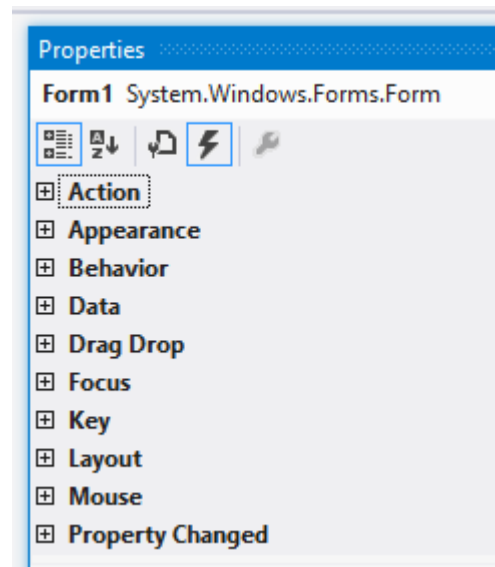 Properties
Form1 System.Windows.Forms.Form
Action
Appearance
Behavior
Data
Drag Drop
Focus
Key
Layout
Mouse
Property Changed